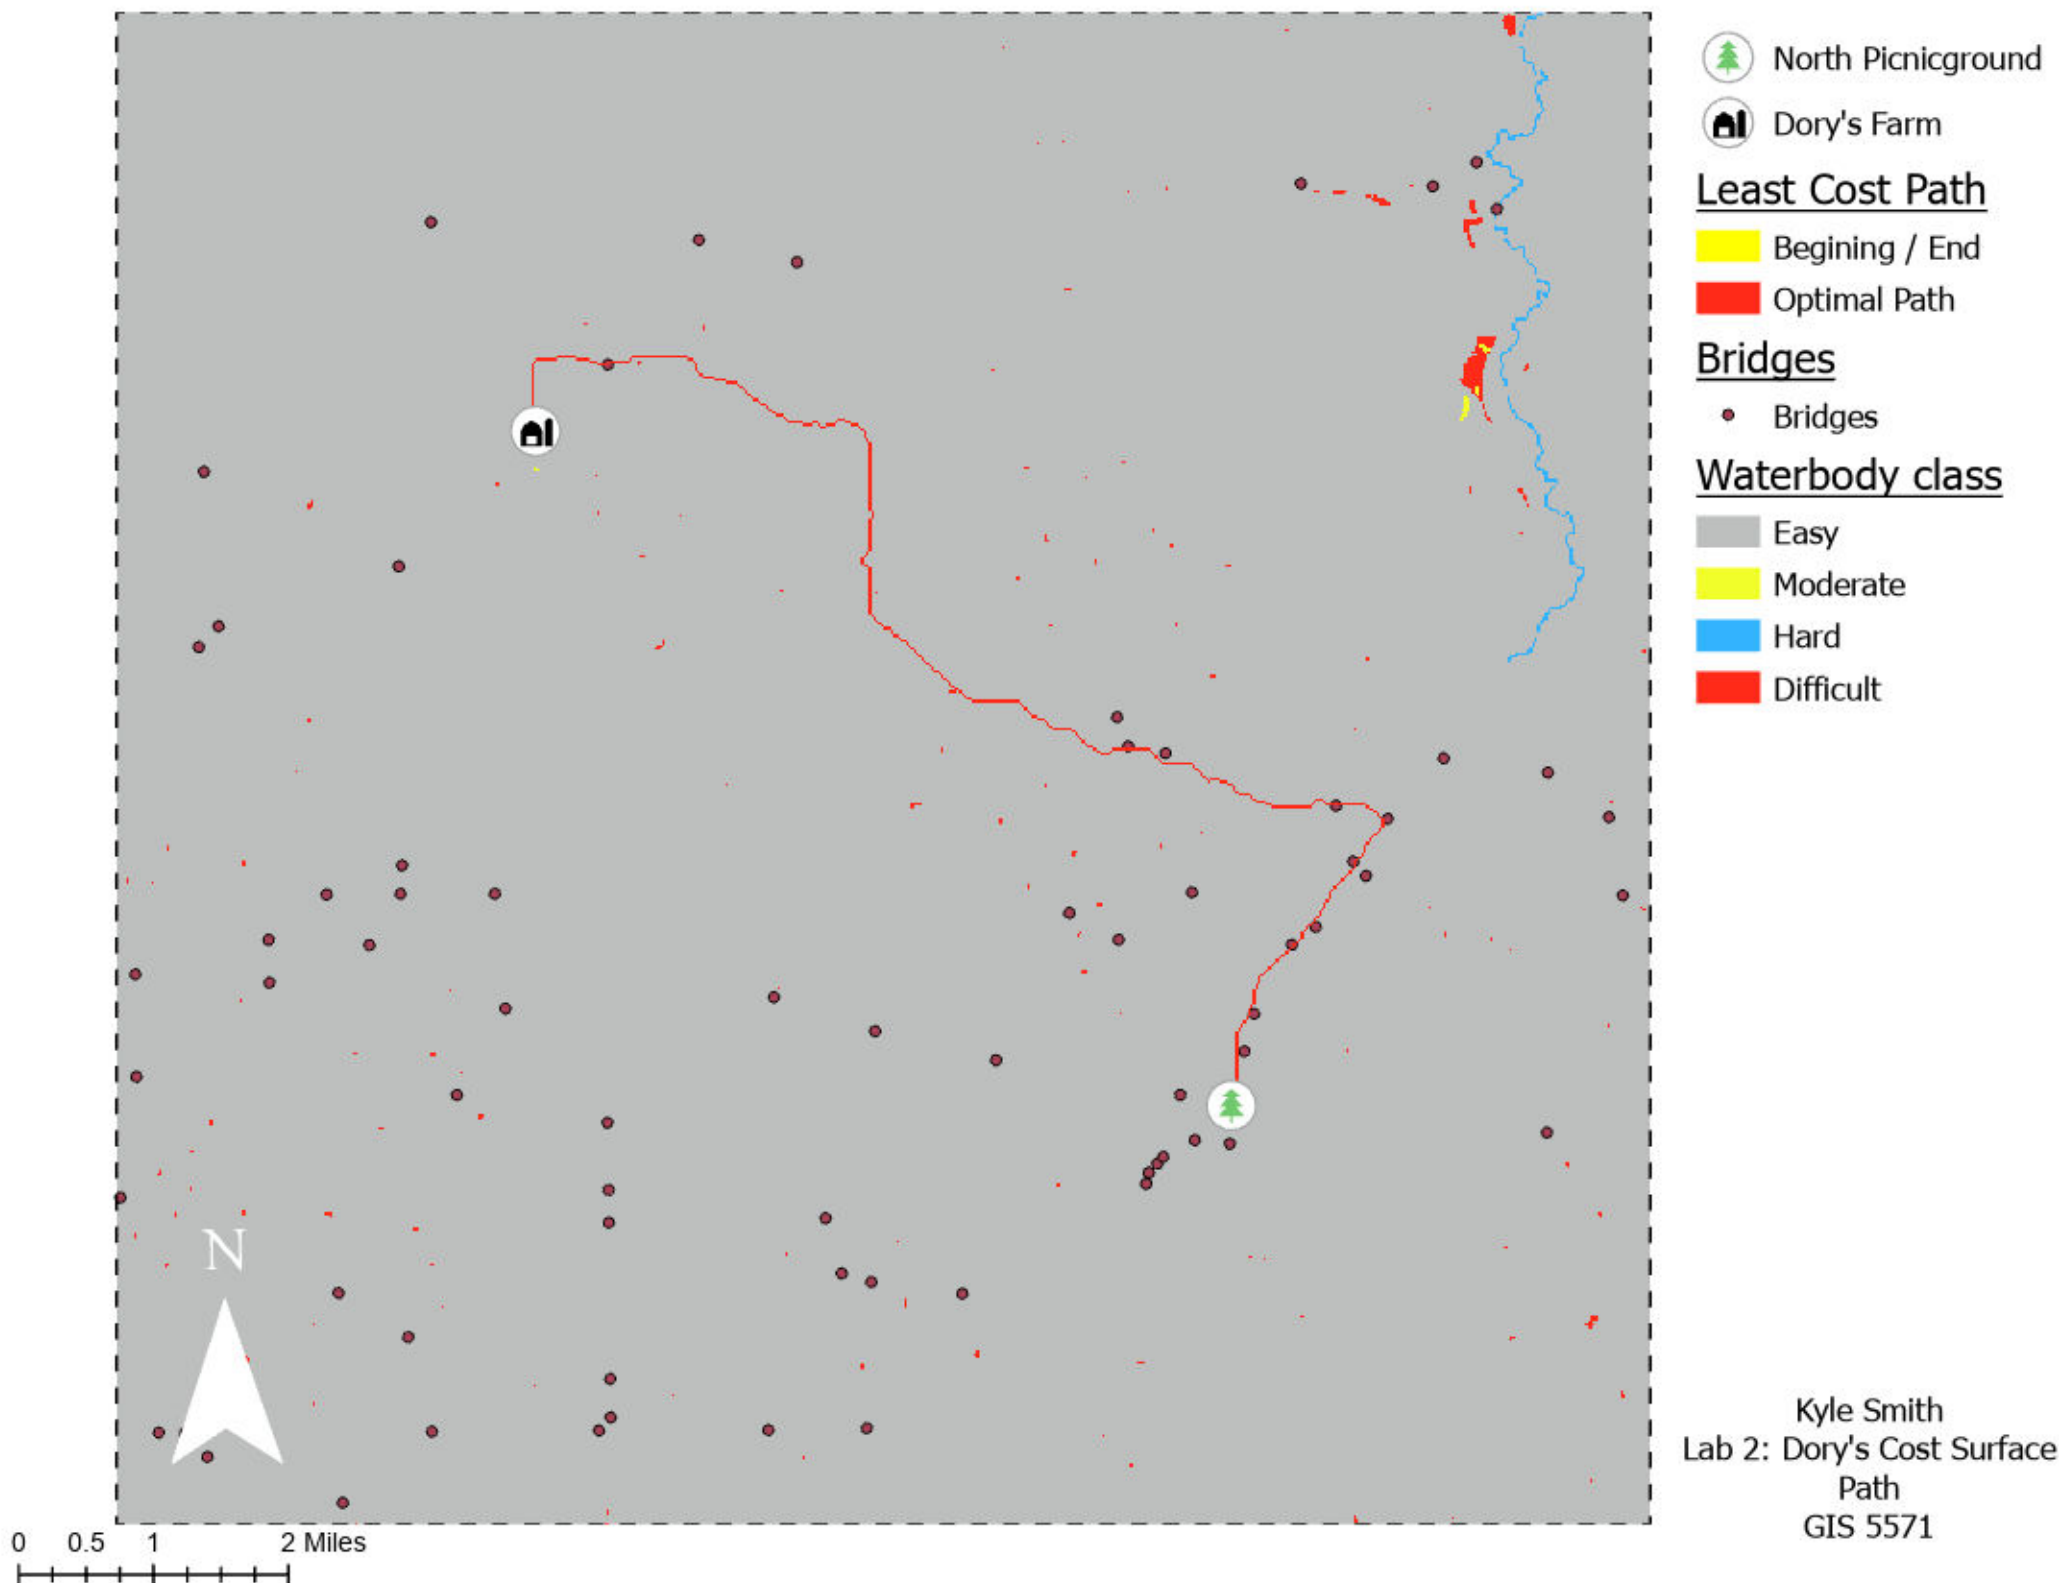 North Picnicground
Dory's Farm
Least Cost Path
Begining / End
Optimal Path
Bridges
Bridges
Waterbody class
Easy
Moderate
Hard
Difficult
N
Kyle Smith
Lab 2: Dory's Cost Surface
Path
GIS 5571
0 0.5 1 2 Miles